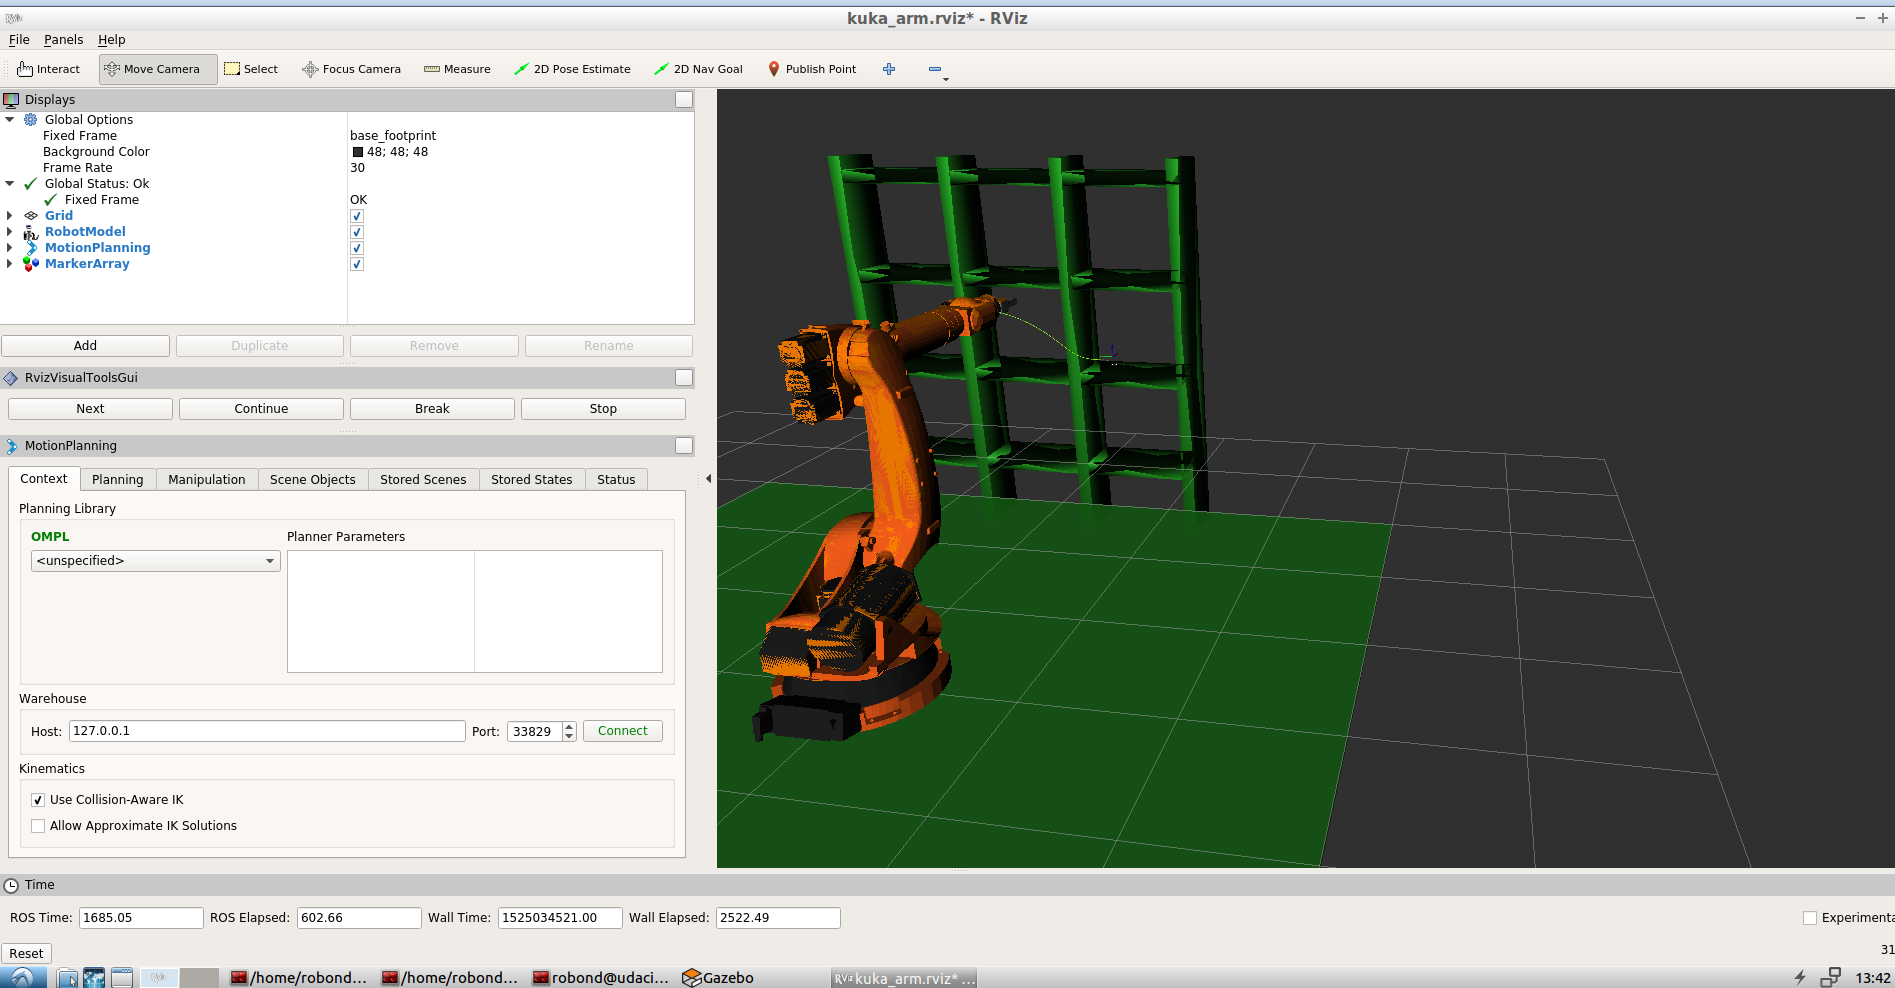 RViz kuka_arm.rviz* - RViz
File Panels Help
Interact Move Camera Select Focus Camera Measure 2D Pose Estimate 2D Nav Goal Publish Point
Displays
Global Options
Fixed Frame base_footprint
Background Color 48; 48; 48
Frame Rate 30
Global Status: Ok
Fixed Frame OK
Grid
RobotModel
MotionPlanning
MarkerArray
Add Duplicate Remove Rename
RvizVisualToolsGui
Next Continue Break Stop
MotionPlanning
Context Planning Manipulation Scene Objects Stored Scenes Stored States Status
Planning Library
OMPL Planner Parameters
<unspecified>
Warehouse
Host: 127.0.0.1 Port: 33829 Connect
Kinematics
Use Collision-Aware IK
Allow Approximate IK Solutions
Time
ROS Time: 1685.05 ROS Elapsed: 602.66 Wall Time: 1525034521.00 Wall Elapsed: 2522.49 Experimenta
Reset 31
RViz /home/robond... /home/robond... robond@udaci... Gazebo RViz kuka_arm.rviz* ... 13:42